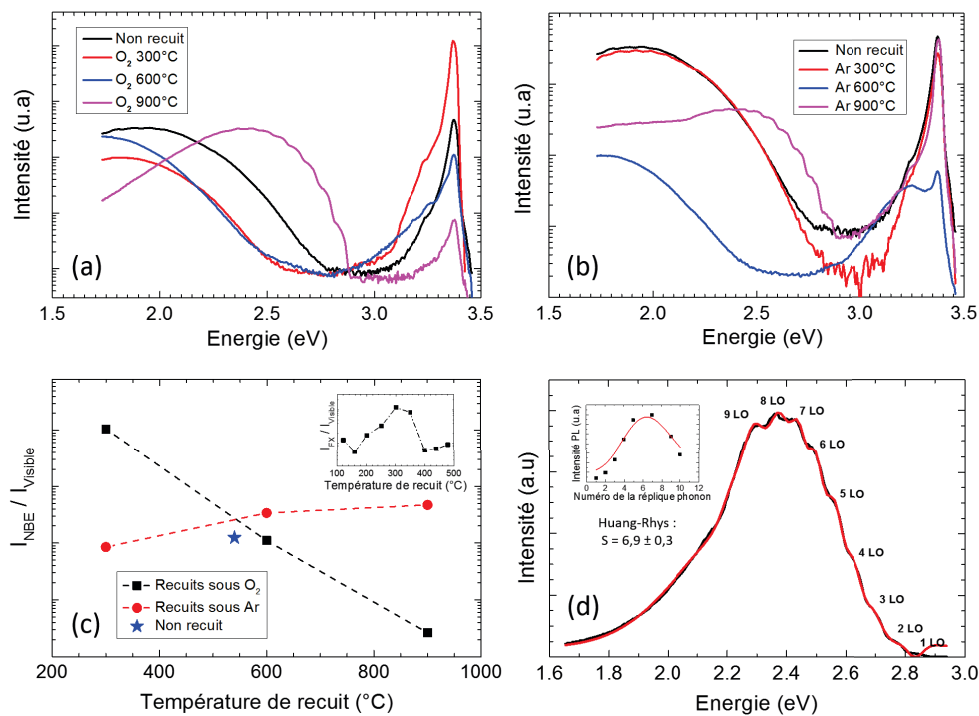 Intensité (u.a)
Non recuit
O2 300°C
O2 600°C
O2 900°C
(a)
1.5 2.0 2.5 3.0 3.5
Energie (eV)
Intensité (u.a)
Non recuit
Ar 300°C
Ar 600°C
Ar 900°C
(b)
1.5 2.0 2.5 3.0 3.5
Energie (eV)
INBE / IVisible
IFX / IVisible
100 200 300 400 500
Température de recuit (°C)
Recuits sous O2
Recuits sous Ar
Non recuit
(c)
200 400 600 800 1000
Température de recuit (°C)
Intensité (a.u)
Intensité PL (u.a)
0 2 4 6 8 10 12
Numéro de la réplique phonon
Huang-Rhys :
S = 6,9 ± 0,3
9 LO
8 LO
7 LO
6 LO
5 LO
4 LO
3 LO
2 LO
1 LO
(d)
1.6 1.8 2.0 2.2 2.4 2.6 2.8 3.0
Energie (eV)